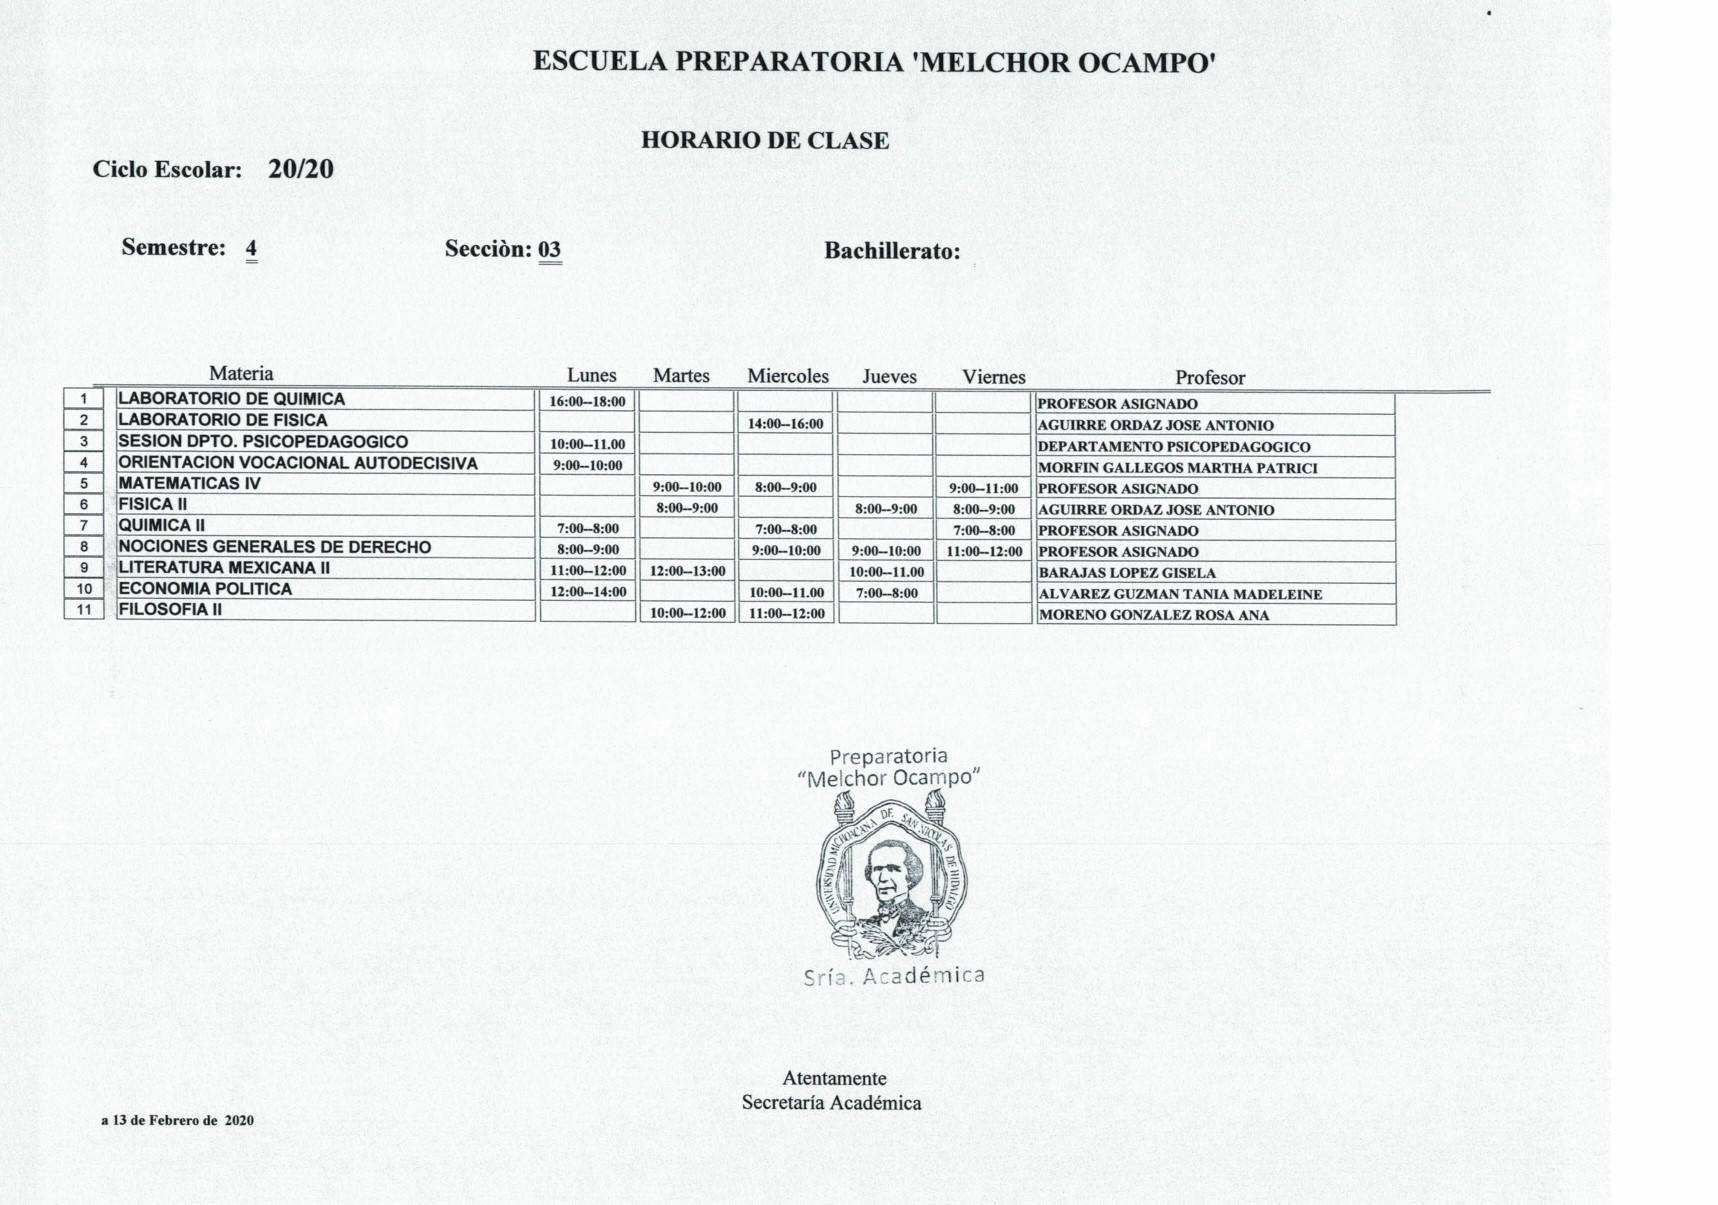 ESCUELA PREPARATORIA 'MELCHOR OCAMPO'
HORARIO DE CLASE
Ciclo Escolar: 20/20
Semestre: 4 Secciòn: 03 Bachillerato:
Materia Lunes Martes Miercoles Jueves Viernes Profesor
1 LABORATORIO DE QUIMICA 16:00--18:00 PROFESOR ASIGNADO
2 LABORATORIO DE FISICA 14:00--16:00 AGUIRRE ORDAZ JOSE ANTONIO
3 SESION DPTO. PSICOPEDAGOGICO 10:00--11.00 DEPARTAMENTO PSICOPEDAGOGICO
4 ORIENTACION VOCACIONAL AUTODECISIVA 9:00--10:00 MORFIN GALLEGOS MARTHA PATRICI
5 MATEMATICAS IV 9:00--10:00 8:00--9:00 9:00--11:00 PROFESOR ASIGNADO
6 FISICA II 8:00--9:00 8:00--9:00 8:00--9:00 AGUIRRE ORDAZ JOSE ANTONIO
7 QUIMICA II 7:00--8:00 7:00--8:00 7:00--8:00 PROFESOR ASIGNADO
8 NOCIONES GENERALES DE DERECHO 8:00--9:00 9:00--10:00 9:00--10:00 11:00--12:00 PROFESOR ASIGNADO
9 LITERATURA MEXICANA II 11:00--12:00 12:00--13:00 10:00--11.00 BARAJAS LOPEZ GISELA
10 ECONOMIA POLITICA 12:00--14:00 10:00--11.00 7:00--8:00 ALVAREZ GUZMAN TANIA MADELEINE
11 FILOSOFIA II 10:00--12:00 11:00--12:00 MORENO GONZALEZ ROSA ANA
Preparatoria
"Melchor Ocampo"
UNIVERSIDAD MICHOACANA DE SAN NICOLAS DE HIDALGO
Sría. Académica
Atentamente
Secretaría Académica
a 13 de Febrero de 2020